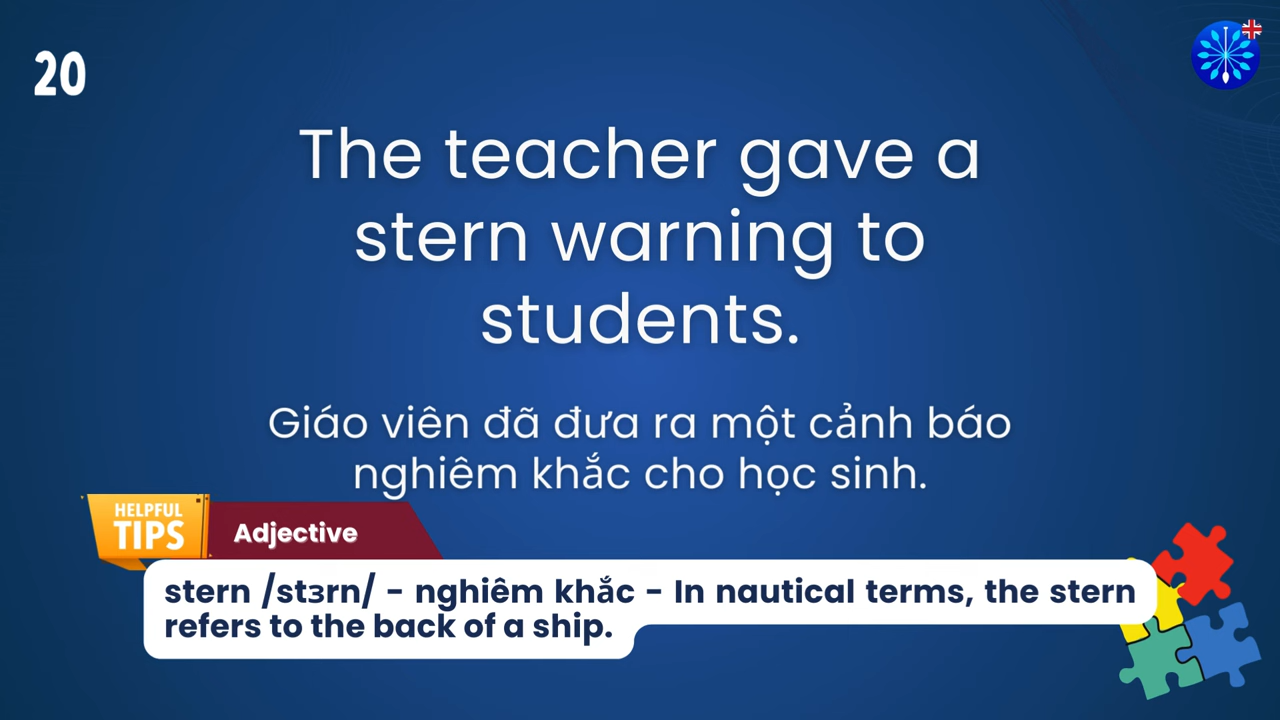 20
The teacher gave a
stern warning to
students.
Giáo viên đã đưa ra một cảnh báo
nghiêm khắc cho học sinh.
HELPFUL
TIPS
Adjective
stern /stɜrn/ - nghiêm khắc - In nautical terms, the stern
refers to the back of a ship.